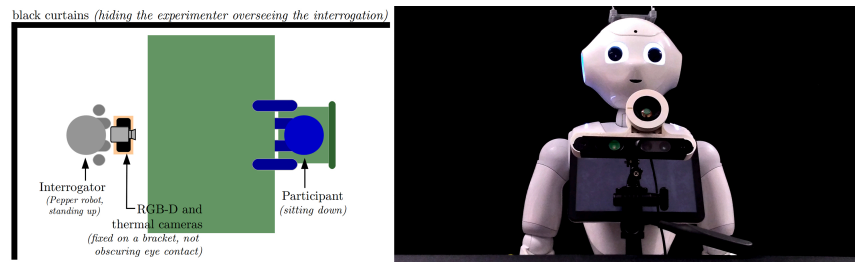 black curtains (hiding the experimenter overseeing the interrogation)
Interrogator
(Pepper robot,
standing up)
RGB-D and
thermal cameras
(fixed on a bracket, not
obscuring eye contact)
Participant
(sitting down)